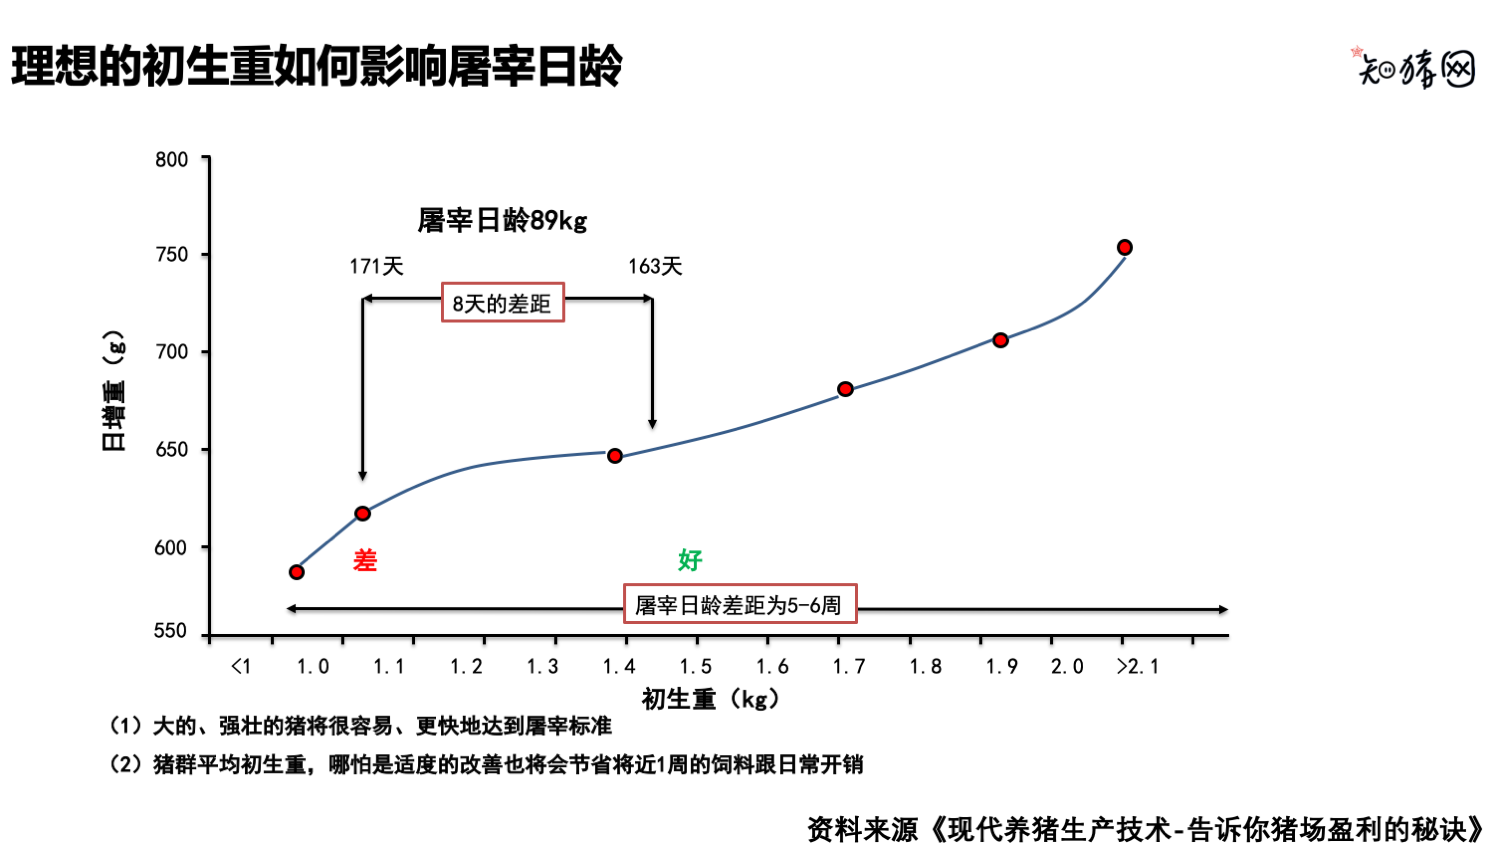 理想的初生重如何影响屠宰日龄
知猪网
800
屠宰日龄89kg
750
171天
163天
8天的差距
700
日增重（g）
650
600
差
好
屠宰日龄差距为5-6周
550
<1 1.0 1.1 1.2 1.3 1.4 1.5 1.6 1.7 1.8 1.9 2.0 >2.1
初生重（kg）
（1）大的、强壮的猪将很容易、更快地达到屠宰标准
（2）猪群平均初生重，哪怕是适度的改善也将会节省将近1周的饲料跟日常开销
资料来源《现代养猪生产技术-告诉你猪场盈利的秘诀》